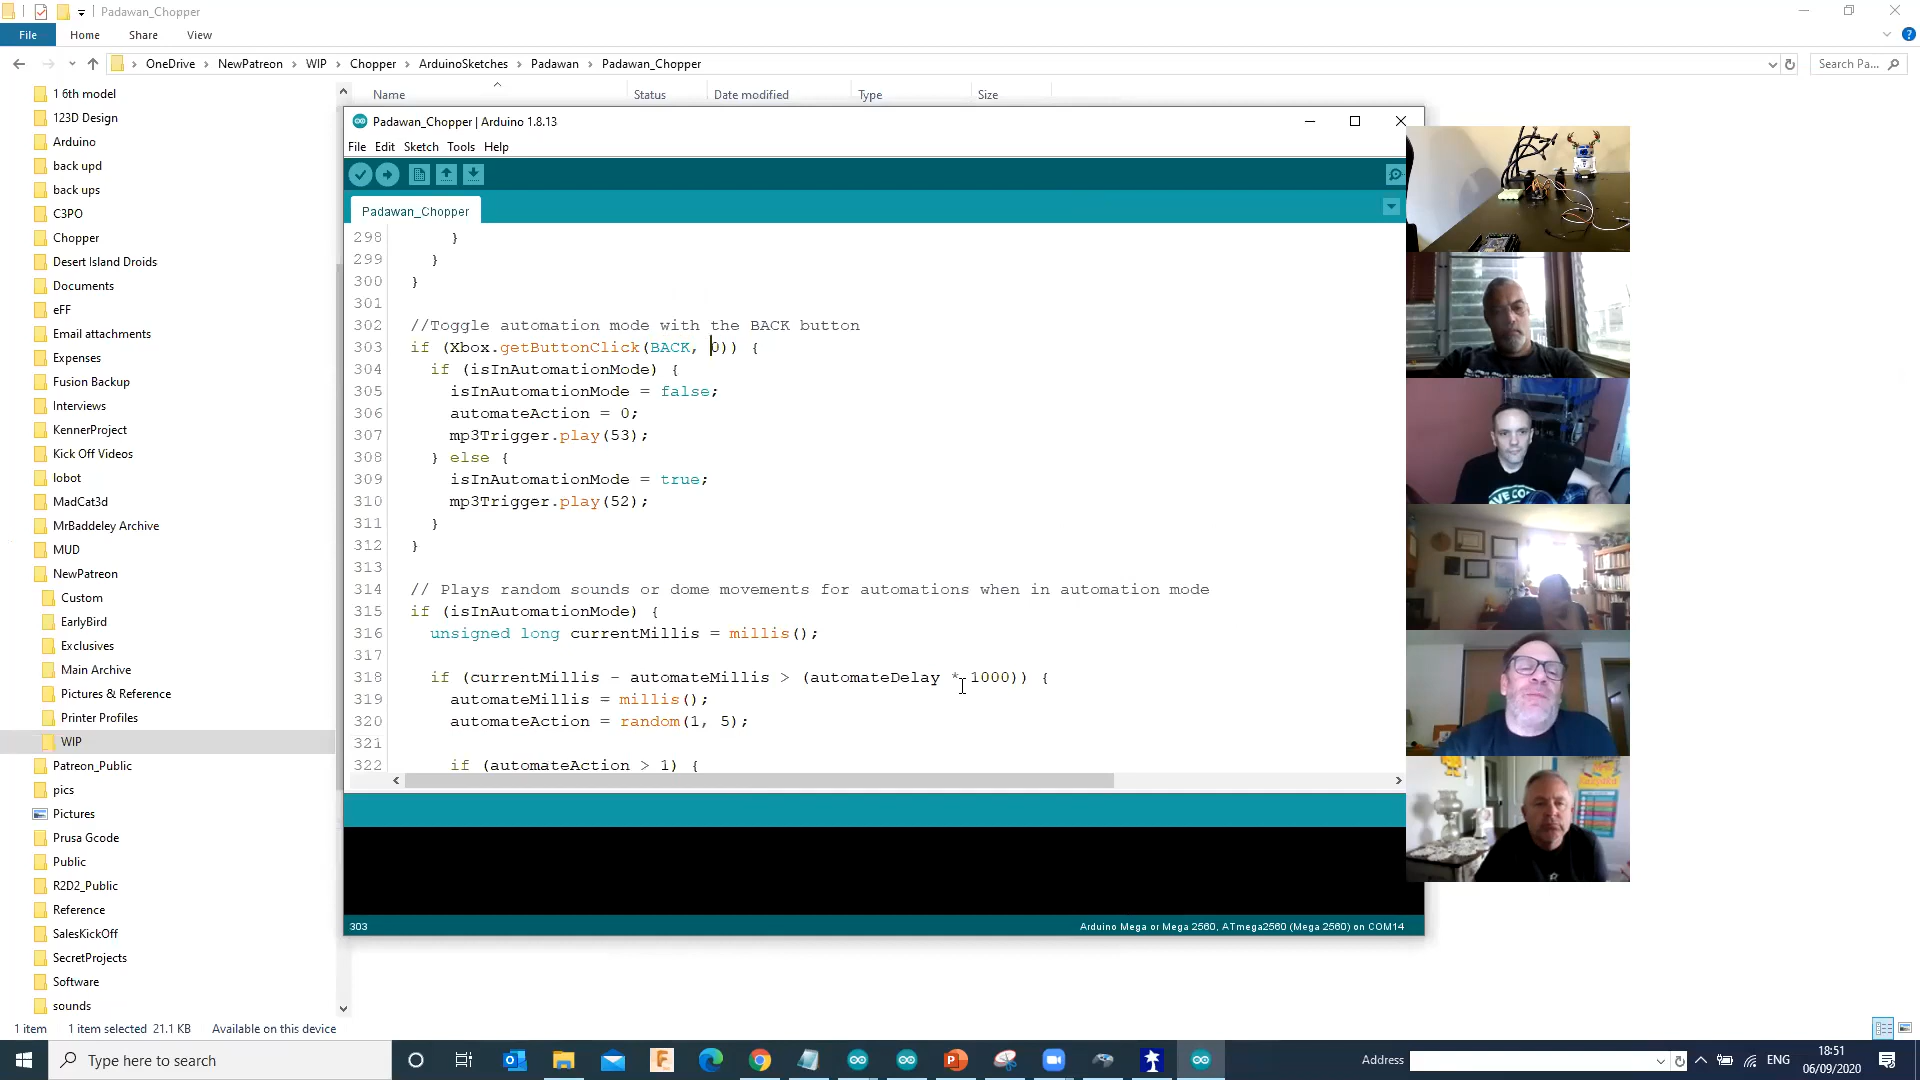 Padawan_Chopper
File Home Share View
OneDrive NewPatreon WIP Chopper ArduinoSketches Padawan Padawan_Chopper
Search Pa...
Name Status Date modified Type Size
1 6th model
123D Design
Arduino
back upd
back ups
C3PO
Chopper
Desert Island Droids
Documents
eFF
Email attachments
Expenses
Fusion Backup
Interviews
KennerProject
Kick Off Videos
lobot
MadCat3d
MrBaddeley Archive
MUD
NewPatreon
Custom
EarlyBird
Exclusives
Main Archive
Pictures & Reference
Printer Profiles
WIP
Patreon_Public
pics
Pictures
Prusa Gcode
Public
R2D2_Public
Reference
SalesKickOff
SecretProjects
Software
sounds
1 item 1 item selected 21.1 KB Available on this device
Padawan_Chopper | Arduino 1.8.13
File Edit Sketch Tools Help
Padawan_Chopper
298 }
299 }
300 }
301
302 //Toggle automation mode with the BACK button
303 if (Xbox.getButtonClick(BACK, 0)) {
304 if (isInAutomationMode) {
305 isInAutomationMode = false;
306 automateAction = 0;
307 mp3Trigger.play(53);
308 } else {
309 isInAutomationMode = true;
310 mp3Trigger.play(52);
311 }
312 }
313
314 // Plays random sounds or dome movements for automations when in automation mode
315 if (isInAutomationMode) {
316 unsigned long currentMillis = millis();
317
318 if (currentMillis - automateMillis > (automateDelay * 1000)) {
319 automateMillis = millis();
320 automateAction = random(1, 5);
321
322 if (automateAction > 1) {
303 Arduino Mega or Mega 2560, ATmega2560 (Mega 2560) on COM14
Type here to search
Address
ENG
18:51
06/09/2020